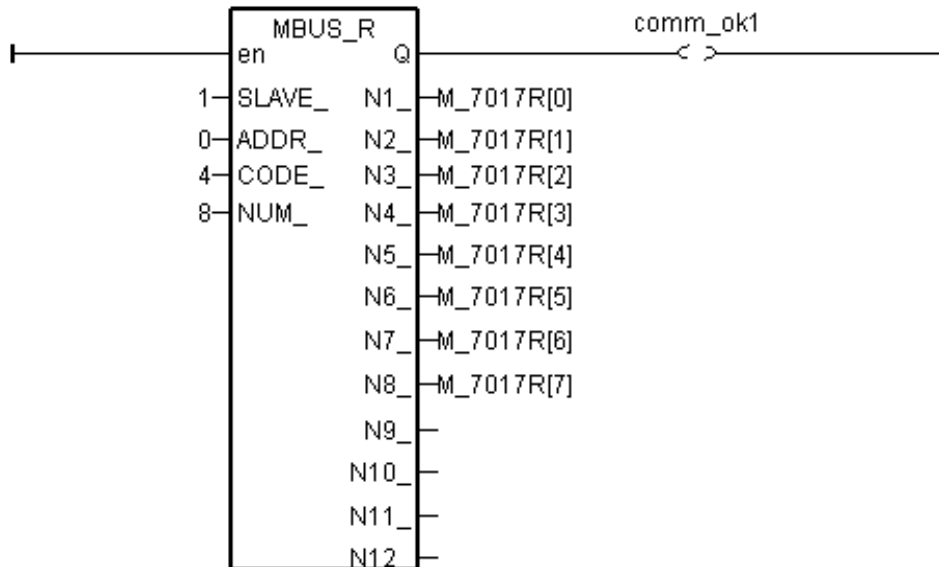 MBUS_R comm_ok1
en Q
1 SLAVE_ N1_ M_7017R[0]
0 ADDR_ N2_ M_7017R[1]
4 CODE_ N3_ M_7017R[2]
8 NUM_ N4_ M_7017R[3]
N5_ M_7017R[4]
N6_ M_7017R[5]
N7_ M_7017R[6]
N8_ M_7017R[7]
N9_
N10_
N11_
N12_